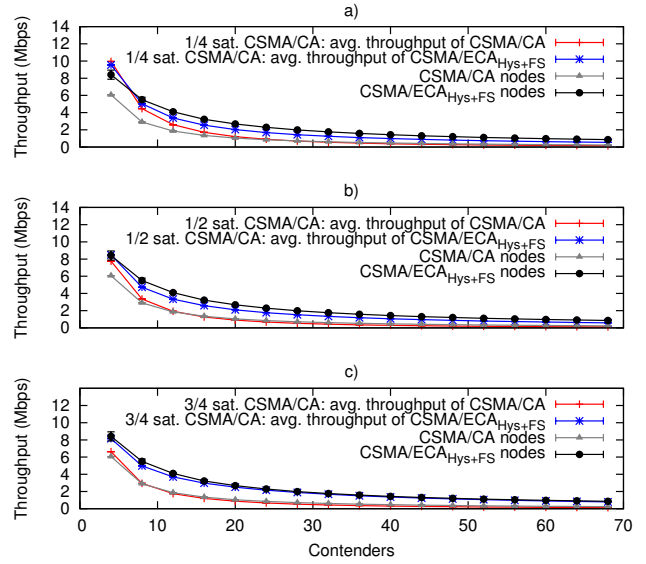 a)
Throughput (Mbps)
14
12
10
8
6
4
2
0
1/4 sat. CSMA/CA: avg. throughput of CSMA/CA
1/4 sat. CSMA/CA: avg. throughput of CSMA/ECA_Hys+FS
CSMA/CA nodes
CSMA/ECA_Hys+FS nodes
b)
Throughput (Mbps)
14
12
10
8
6
4
2
0
1/2 sat. CSMA/CA: avg. throughput of CSMA/CA
1/2 sat. CSMA/CA: avg. throughput of CSMA/ECA_Hys+FS
CSMA/CA nodes
CSMA/ECA_Hys+FS nodes
c)
Throughput (Mbps)
12
10
8
6
4
2
0
3/4 sat. CSMA/CA: avg. throughput of CSMA/CA
3/4 sat. CSMA/CA: avg. throughput of CSMA/ECA_Hys+FS
CSMA/CA nodes
CSMA/ECA_Hys+FS nodes
0 10 20 30 40 50 60 70
Contenders